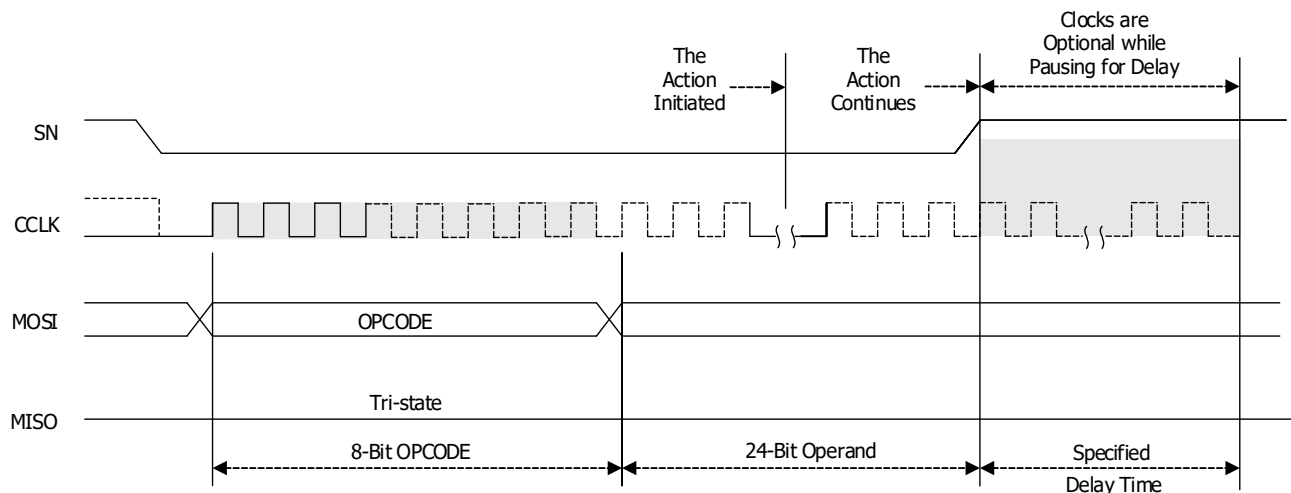 Clocks are
Optional while
Pausing for Delay
The
Action
Initiated
The
Action
Continues
SN
CCLK
MOSI
OPCODE
Tri-state
MISO
8-Bit OPCODE
24-Bit Operand
Specified
Delay Time